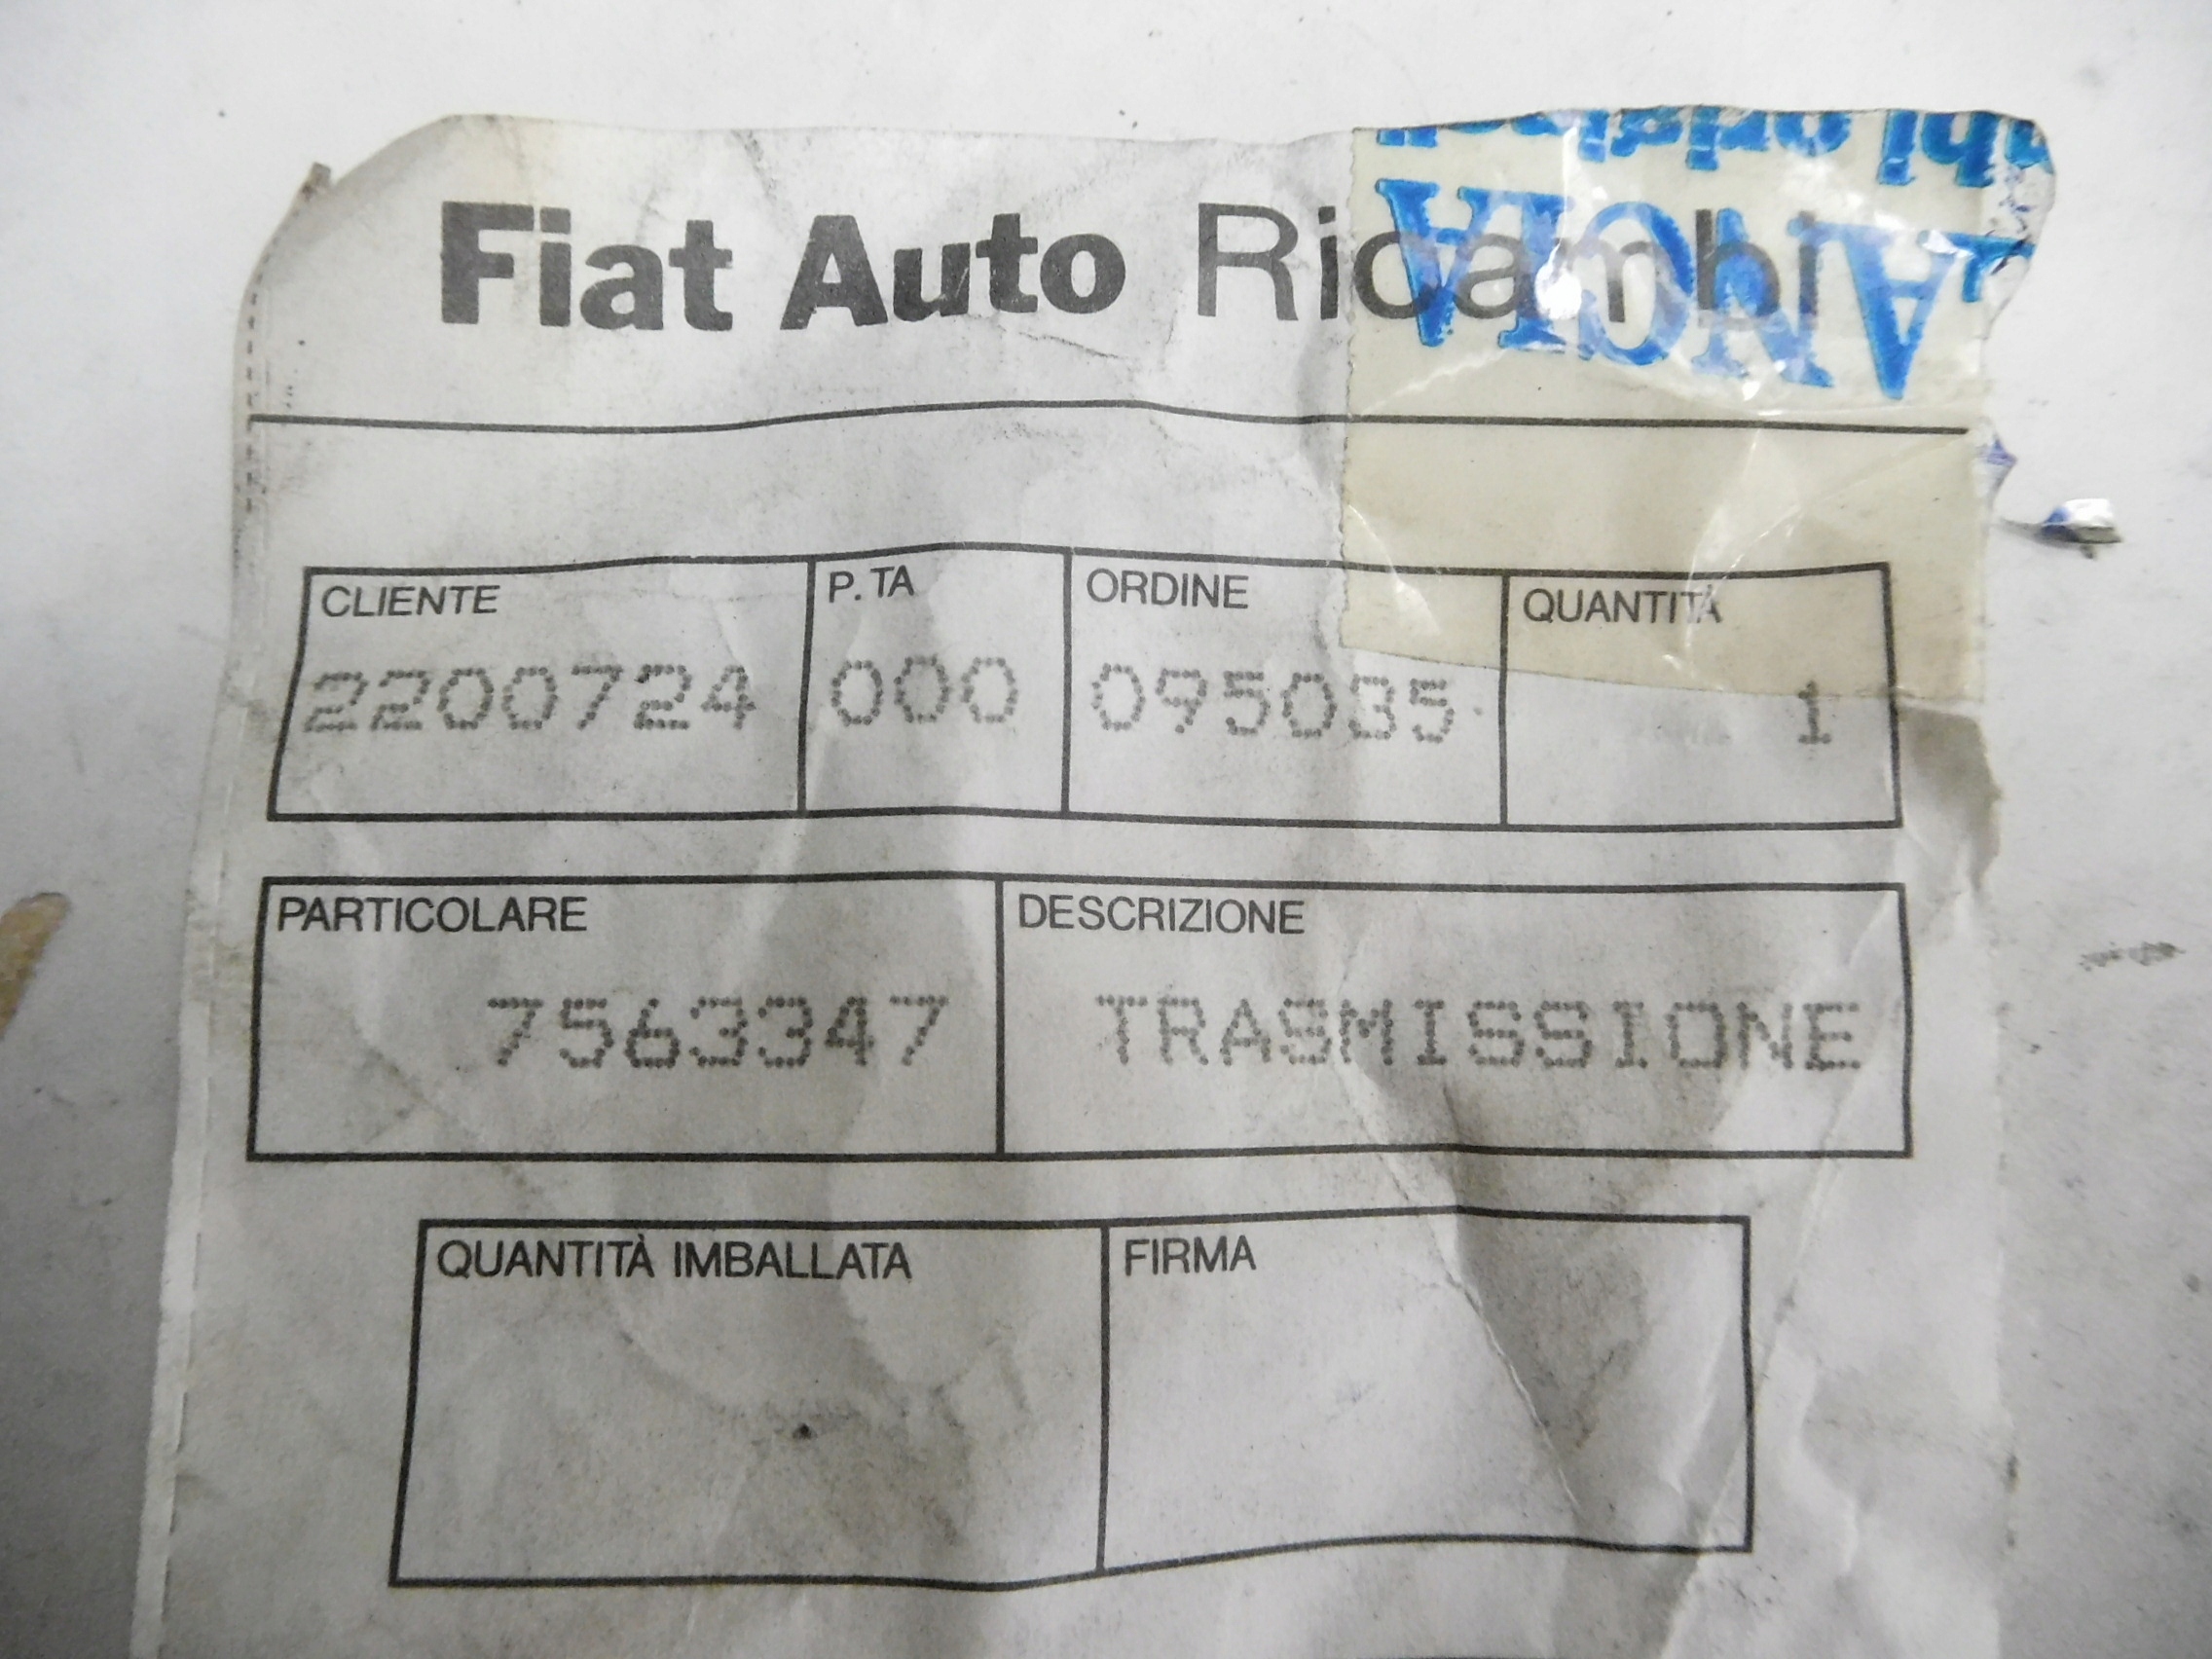 Fiat Auto Ricambi
CLIENTE P.TA ORDINE QUANTITÀ
2200724 000 095035 1
PARTICOLARE DESCRIZIONE
7563347 TRASMISSIONE
QUANTITÀ IMBALLATA FIRMA